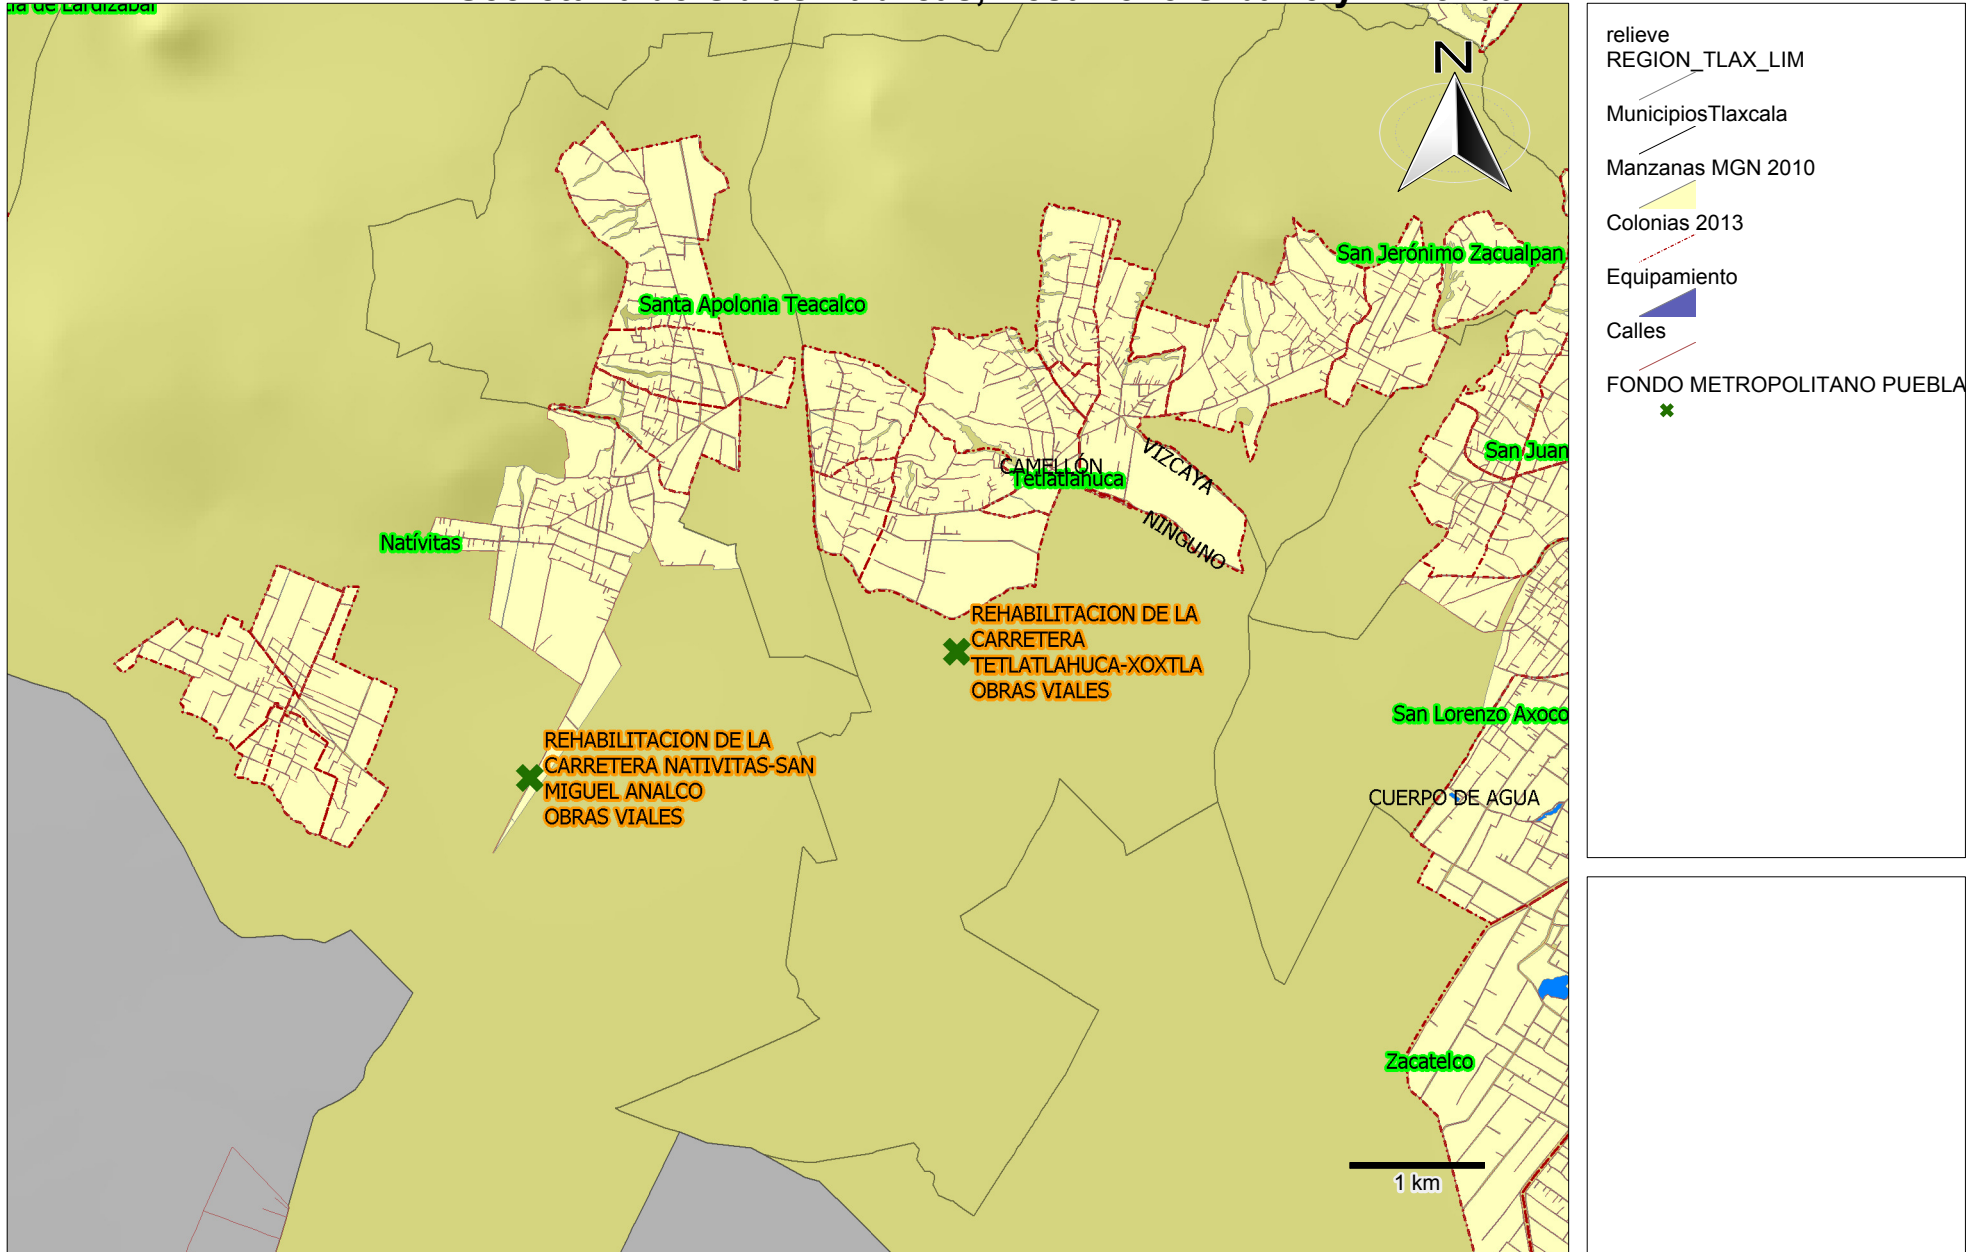 Santa Apolonia Teacalco
San Jerónimo Zacualpan
San Juan
CAMELLÓN
Tetlatlahuca
VIZCAYA
NINGUNO
Natívitas
REHABILITACION DE LA
CARRETERA
TETLATLAHUCA-XOXTLA
OBRAS VIALES
REHABILITACION DE LA
CARRETERA NATIVITAS-SAN
MIGUEL ANALCO
OBRAS VIALES
San Lorenzo Axoco
CUERPO DE AGUA
Zacatelco
1 km
N
relieve
REGION_TLAX_LIM
MunicipiosTlaxcala
Manzanas MGN 2010
Colonias 2013
Equipamiento
Calles
FONDO METROPOLITANO PUEBLA